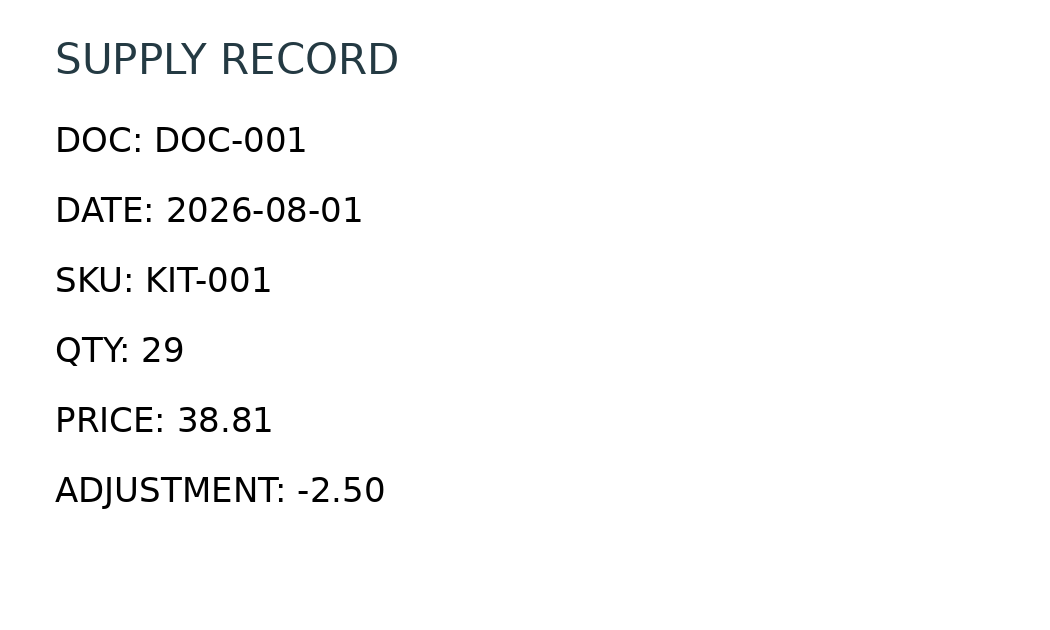 SUPPLY RECORD
DOC: DOC-001
DATE: 2026-08-01
SKU: KIT-001
QTY: 29
PRICE: 38.81
ADJUSTMENT: -2.50